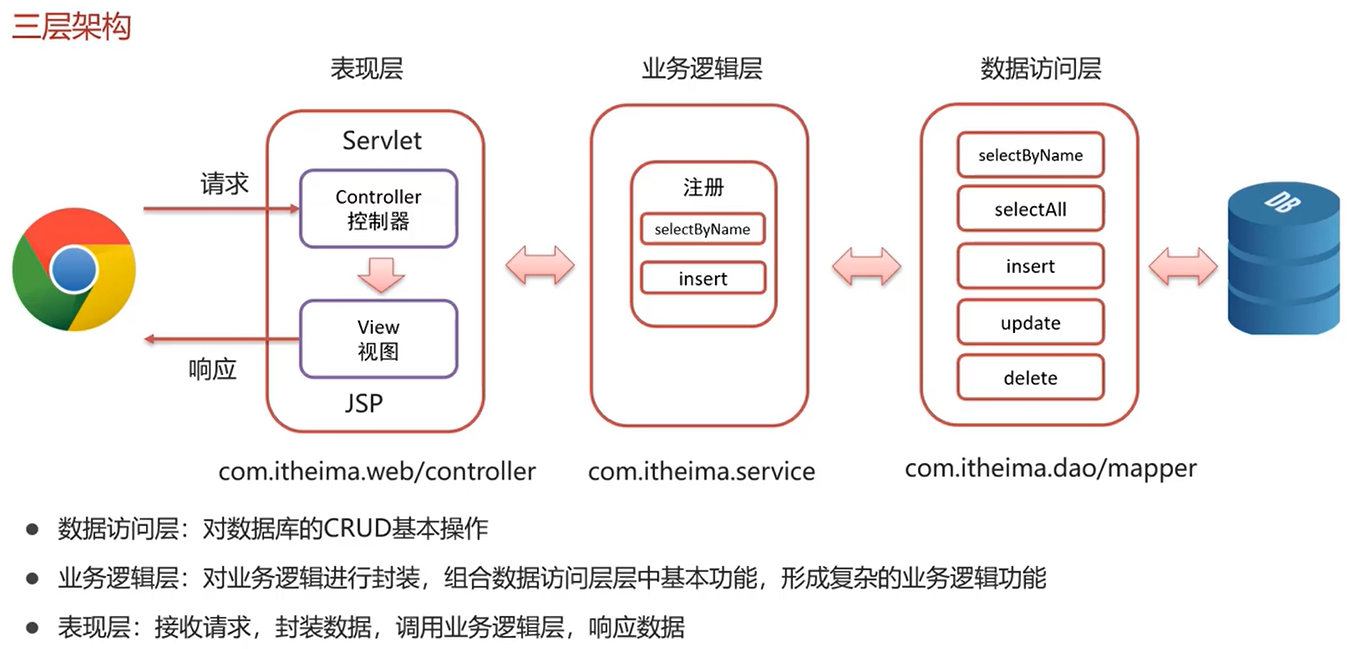 三层架构
表现层
业务逻辑层
数据访问层
Servlet
请求
Controller
控制器
View
视图
响应
JSP
注册
selectByName
insert
selectByName
selectAll
insert
update
delete
DB
com.itheima.web/controller
com.itheima.service
com.itheima.dao/mapper
● 数据访问层：对数据库的CRUD基本操作
● 业务逻辑层：对业务逻辑进行封装，组合数据访问层层中基本功能，形成复杂的业务逻辑功能
● 表现层：接收请求，封装数据，调用业务逻辑层，响应数据